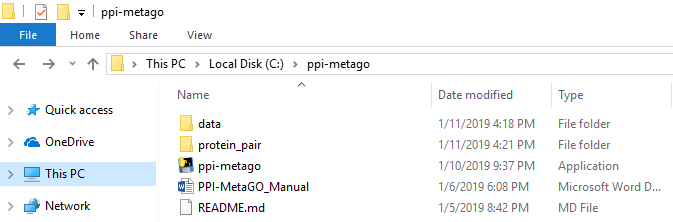 ppi-metago
File Home Share View
This PC Local Disk (C:) ppi-metago
Name Date modified Type
Quick access
data 1/11/2019 4:18 PM File folder
OneDrive
protein_pair 1/11/2019 4:21 PM File folder
This PC
ppi-metago 1/10/2019 9:37 PM Application
PPI-MetaGO_Manual 1/6/2019 6:08 PM Microsoft Word D...
Network
README.md 1/5/2019 8:42 PM MD File